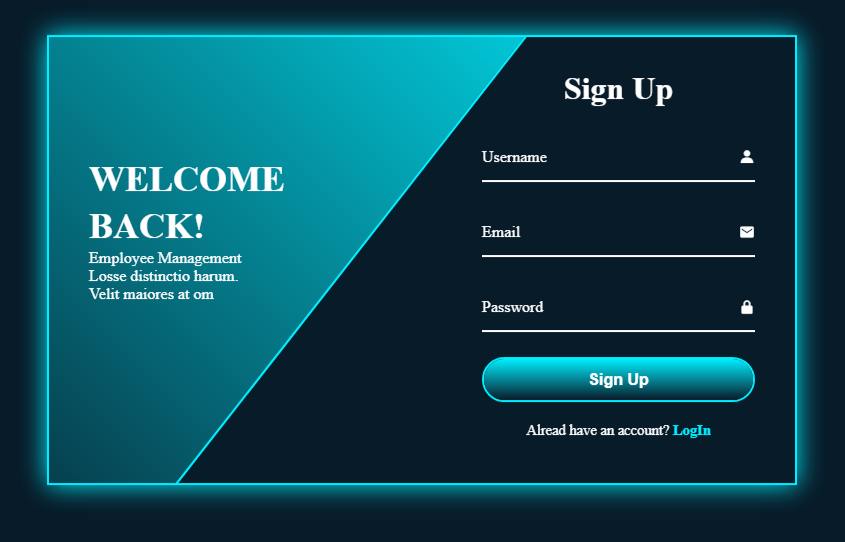 WELCOME
BACK!
Employee Management
Losse distinctio harum.
Velit maiores at om
Sign Up
Username
Email
Password
Sign Up
Alread have an account? LogIn